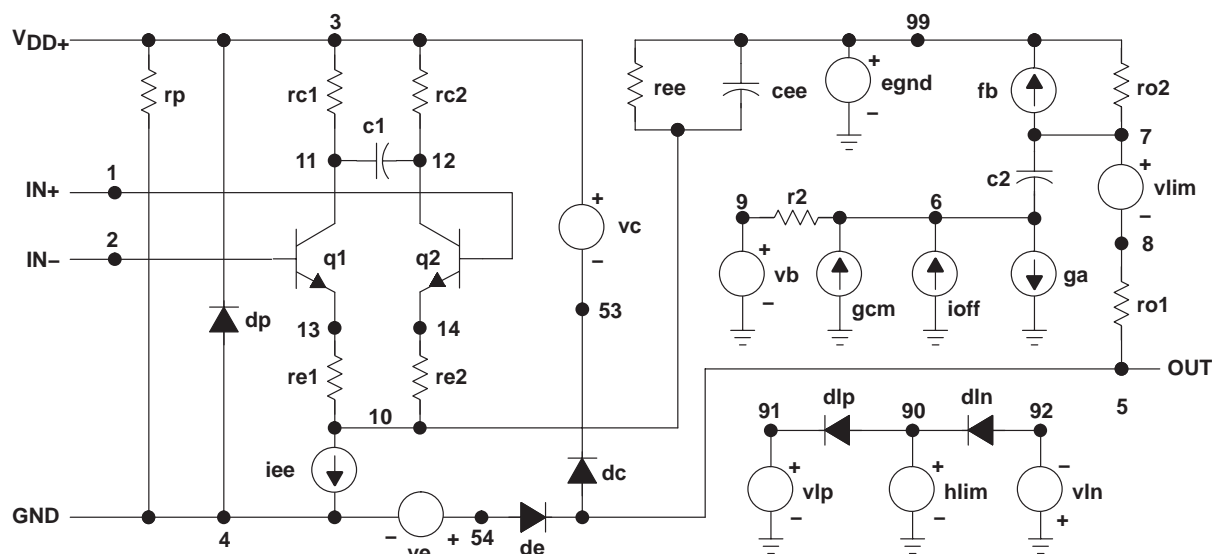 3
99
V_DD+
rp
rc1
rc2
ree
cee
+
egnd
–
fb
ro2
c1
11
12
7
1
IN+
c2
+
vlim
–
2
IN–
+
vc
–
9
r2
6
8
q1
q2
+
vb
–
gcm
ioff
ga
ro1
dp
13
14
53
re1
re2
OUT
5
10
91
dlp
90
dln
92
iee
dc
+
vlp
–
+
hlim
–
–
vln
+
GND
4
–
ve
+
54
de